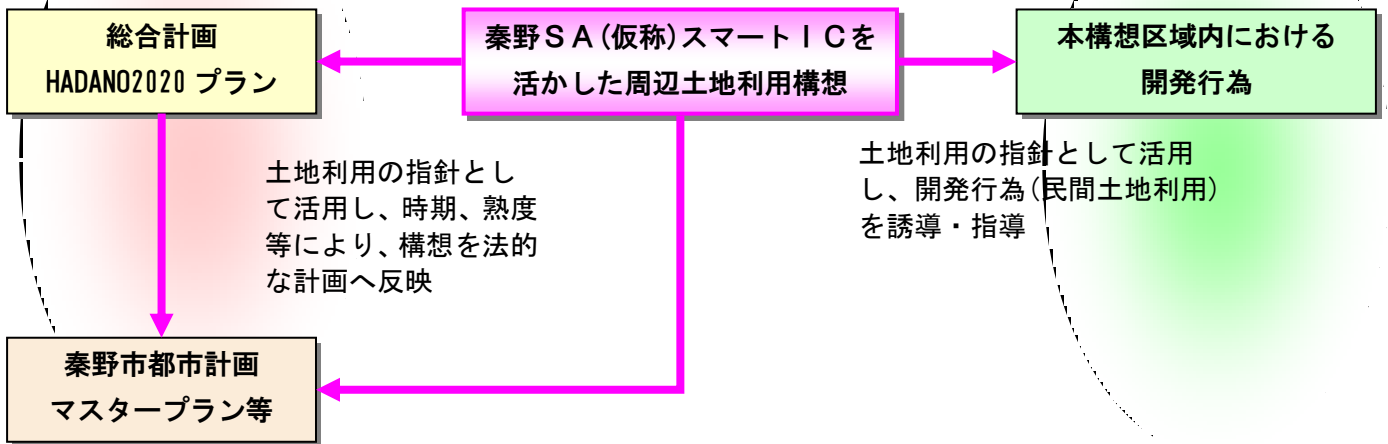 総合計画
HADANO2020 プラン
秦野ＳＡ(仮称)スマートＩＣを
活かした周辺土地利用構想
本構想区域内における
開発行為
土地利用の指針とし
て活用し、時期、熟度
等により、構想を法的
な計画へ反映
土地利用の指針として活用
し、開発行為(民間土地利用)
を誘導・指導
秦野市都市計画
マスタープラン等